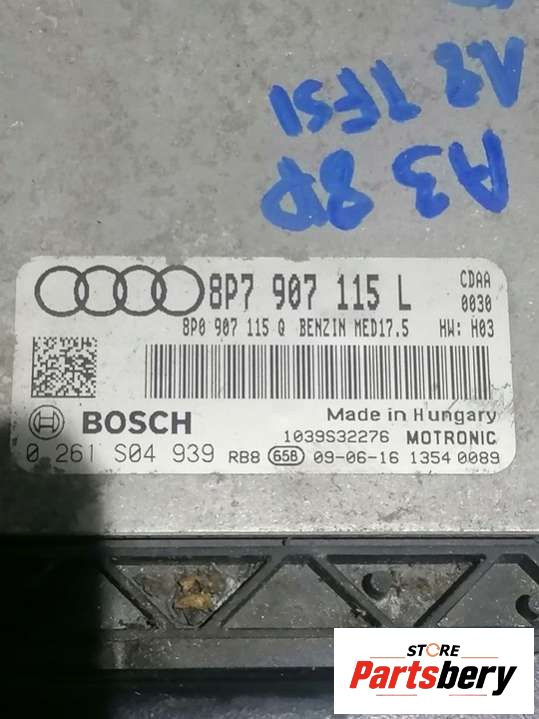 A8 TFSI
A3 8P
8P7 907 115 L
CDAA
0030
8P0 907 115 Q BENZIN MED17.5 HW: H03
BOSCH
Made in Hungary
1039S32276 MOTRONIC
0 261 S04 939 RB8 658 09-06-16 1354 0089
STORE
Partsbery